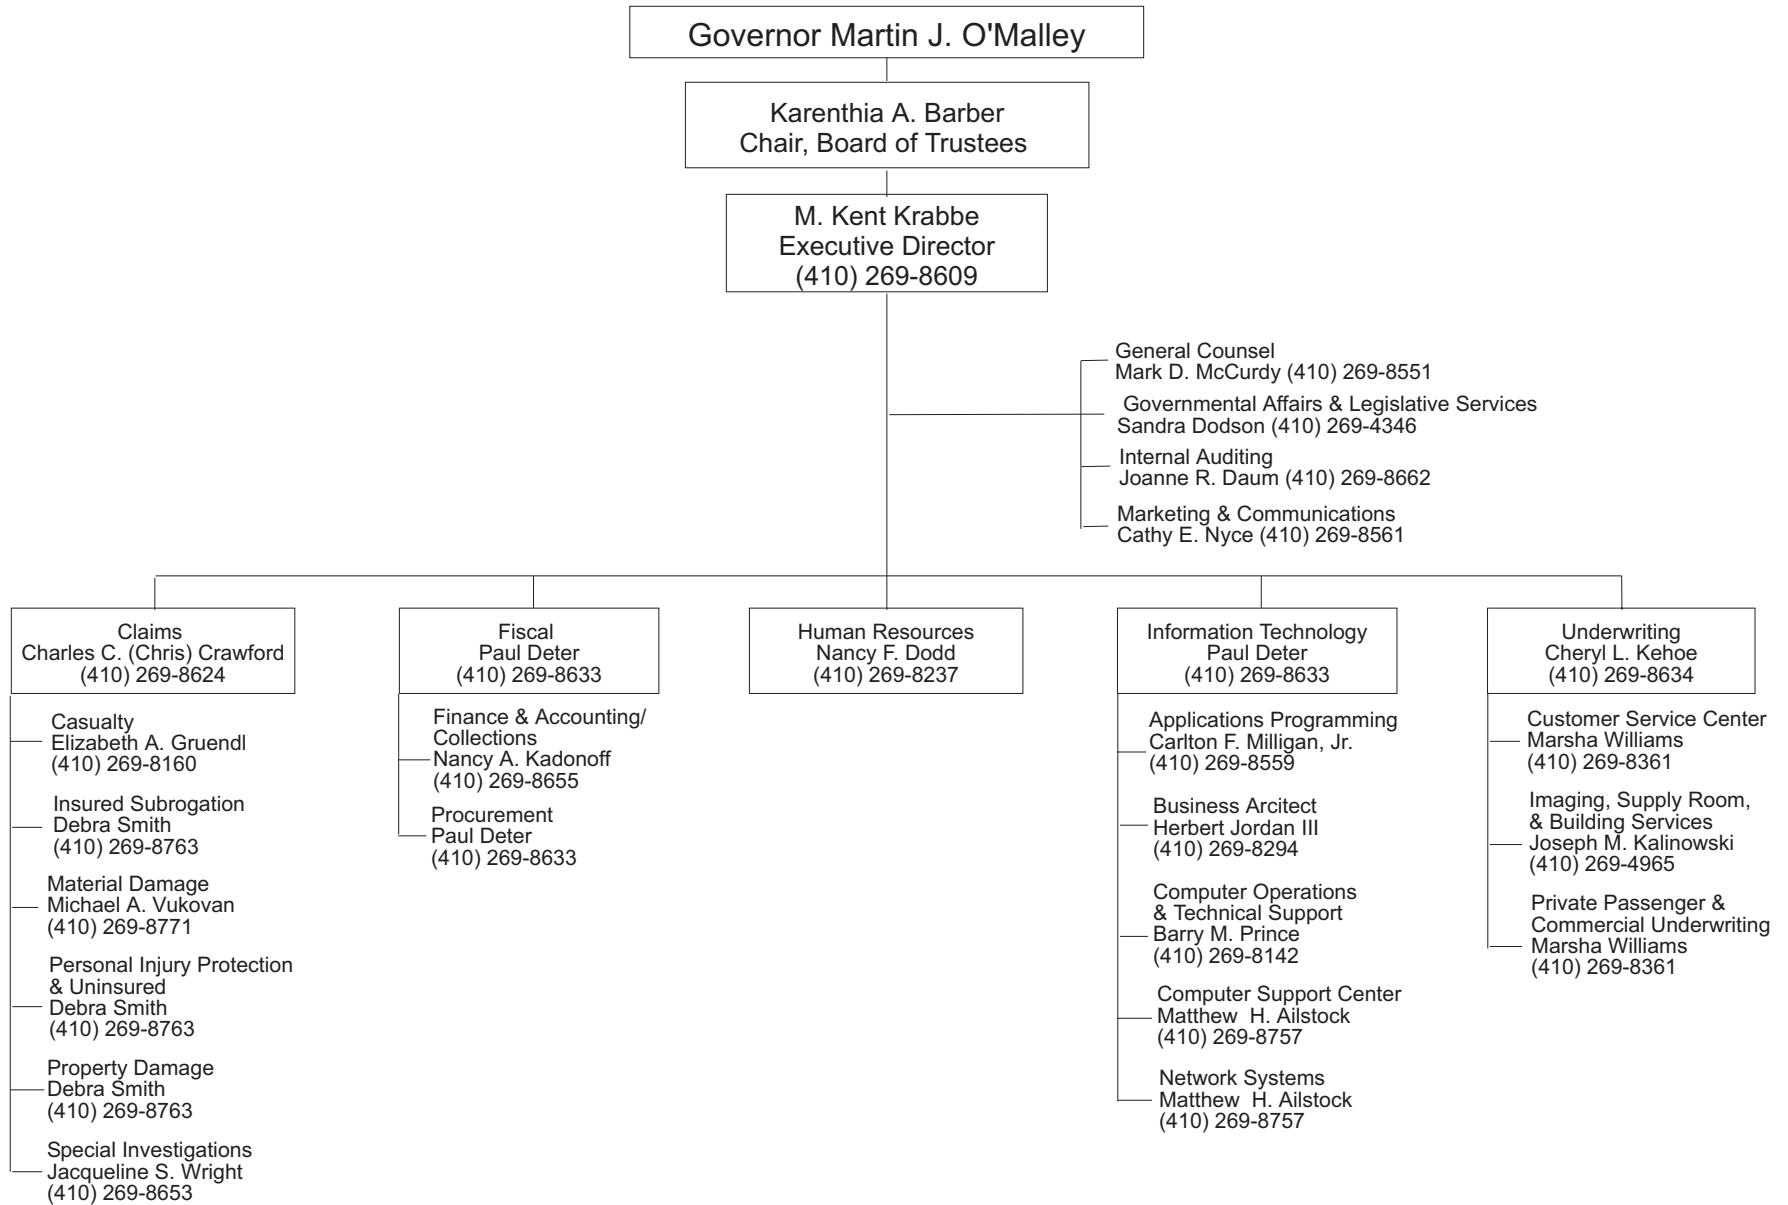 Governor Martin J. O'Malley
Karenthia A. Barber
Chair, Board of Trustees
M. Kent Krabbe
Executive Director
(410) 269-8609
General Counsel
Mark D. McCurdy (410) 269-8551
Governmental Affairs & Legislative Services
Sandra Dodson (410) 269-4346
Internal Auditing
Joanne R. Daum (410) 269-8662
Marketing & Communications
Cathy E. Nyce (410) 269-8561
Claims
Charles C. (Chris) Crawford
(410) 269-8624
Casualty
Elizabeth A. Gruendl
(410) 269-8160
Insured Subrogation
Debra Smith
(410) 269-8763
Material Damage
Michael A. Vukovan
(410) 269-8771
Personal Injury Protection
& Uninsured
Debra Smith
(410) 269-8763
Property Damage
Debra Smith
(410) 269-8763
Special Investigations
Jacqueline S. Wright
(410) 269-8653
Fiscal
Paul Deter
(410) 269-8633
Finance & Accounting/
Collections
Nancy A. Kadonoff
(410) 269-8655
Procurement
Paul Deter
(410) 269-8633
Human Resources
Nancy F. Dodd
(410) 269-8237
Information Technology
Paul Deter
(410) 269-8633
Applications Programming
Carlton F. Milligan, Jr.
(410) 269-8559
Business Arcitect
Herbert Jordan III
(410) 269-8294
Computer Operations
& Technical Support
Barry M. Prince
(410) 269-8142
Computer Support Center
Matthew H. Ailstock
(410) 269-8757
Network Systems
Matthew H. Ailstock
(410) 269-8757
Underwriting
Cheryl L. Kehoe
(410) 269-8634
Customer Service Center
Marsha Williams
(410) 269-8361
Imaging, Supply Room,
& Building Services
Joseph M. Kalinowski
(410) 269-4965
Private Passenger &
Commercial Underwriting
Marsha Williams
(410) 269-8361